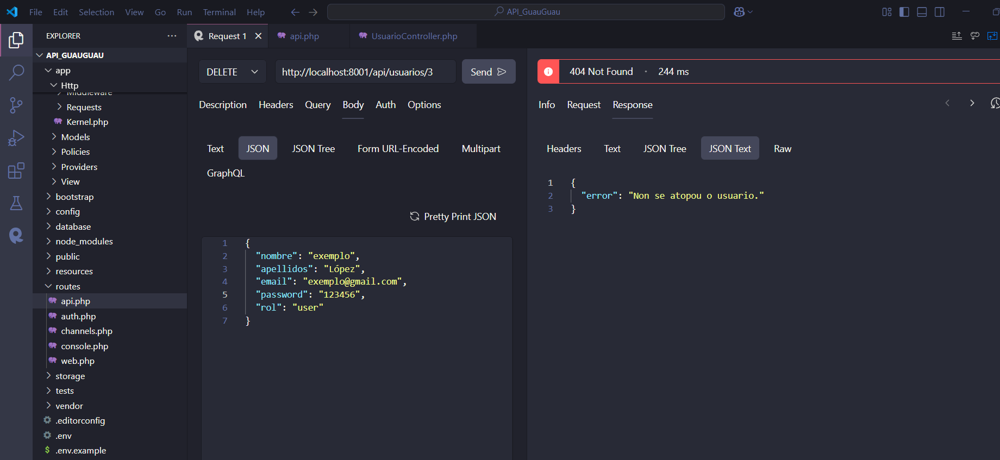 File Edit Selection View Go Run Terminal Help
API_GuauGuau
EXPLORER
API_GUAUGUAU
app
Http
Middleware
Requests
Kernel.php
Models
Policies
Providers
View
bootstrap
config
database
node_modules
public
resources
routes
api.php
auth.php
channels.php
console.php
web.php
storage
tests
vendor
.editorconfig
.env
.env.example
Request 1 api.php UsuarioController.php
DELETE http://localhost:8001/api/usuarios/3 Send
Description Headers Query Body Auth Options
Text JSON JSON Tree Form URL-Encoded Multipart
GraphQL
Pretty Print JSON
1 {
2 "nombre": "exemplo",
3 "apellidos": "López",
4 "email": "exemplo@gmail.com",
5 "password": "123456",
6 "rol": "user"
7 }
404 Not Found · 244 ms
Info Request Response
Headers Text JSON Tree JSON Text Raw
1 {
2 "error": "Non se atopou o usuario."
3 }